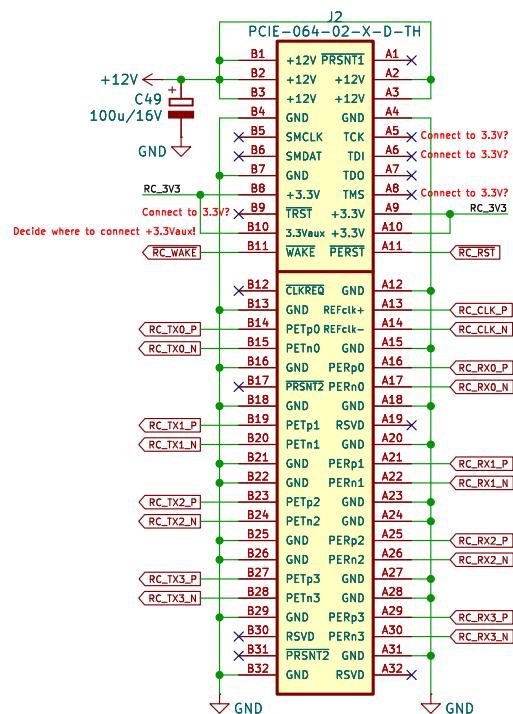 J2
PCIE-064-02-X-D-TH
B1 +12V PRSNT1 A1
+12V B2 +12V +12V A2
B3 +12V +12V A3
C49
100u/16V
+
GND
B4 GND GND A4
B5 SMCLK TCK A5 Connect to 3.3V?
B6 SMDAT TDI A6 Connect to 3.3V?
B7 GND TDO A7
RC_3V3 B8 +3.3V TMS A8 Connect to 3.3V?
Connect to 3.3V? B9 TRST +3.3V A9 RC_3V3
Decide where to connect +3.3Vaux! B10 3.3Vaux +3.3V A10
RC_WAKE B11 WAKE PERST A11 RC_RST
B12 CLKREQ GND A12
B13 GND REFclk+ A13 RC_CLK_P
RC_TX0_P B14 PETp0 REFclk- A14 RC_CLK_N
RC_TX0_N B15 PETn0 GND A15
B16 GND PERp0 A16 RC_RX0_P
B17 PRSNT2 PERn0 A17 RC_RX0_N
B18 GND GND A18
RC_TX1_P B19 PETp1 RSVD A19
RC_TX1_N B20 PETn1 GND A20
B21 GND PERp1 A21 RC_RX1_P
B22 GND PERn1 A22 RC_RX1_N
RC_TX2_P B23 PETp2 GND A23
RC_TX2_N B24 PETn2 GND A24
B25 GND PERp2 A25 RC_RX2_P
B26 GND PERn2 A26 RC_RX2_N
RC_TX3_P B27 PETp3 GND A27
RC_TX3_N B28 PETn3 GND A28
B29 GND PERp3 A29 RC_RX3_P
B30 RSVD PERn3 A30 RC_RX3_N
B31 PRSNT2 GND A31
B32 GND RSVD A32
GND GND